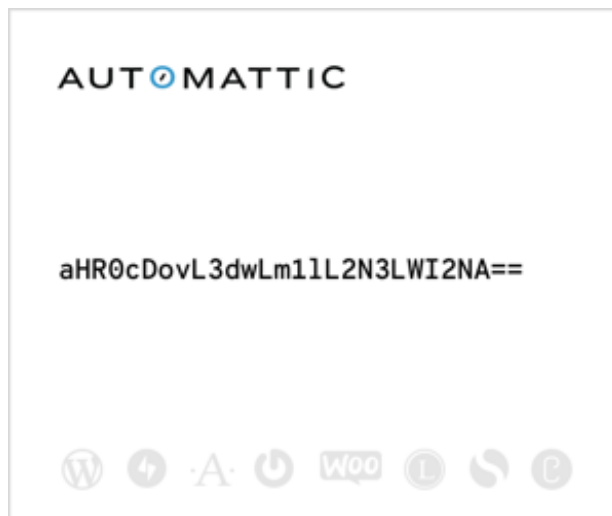 AUTOMATTIC
aHR0cDovL3dwLm1lL2N3LWI2NA==
W · A · WOO L S C